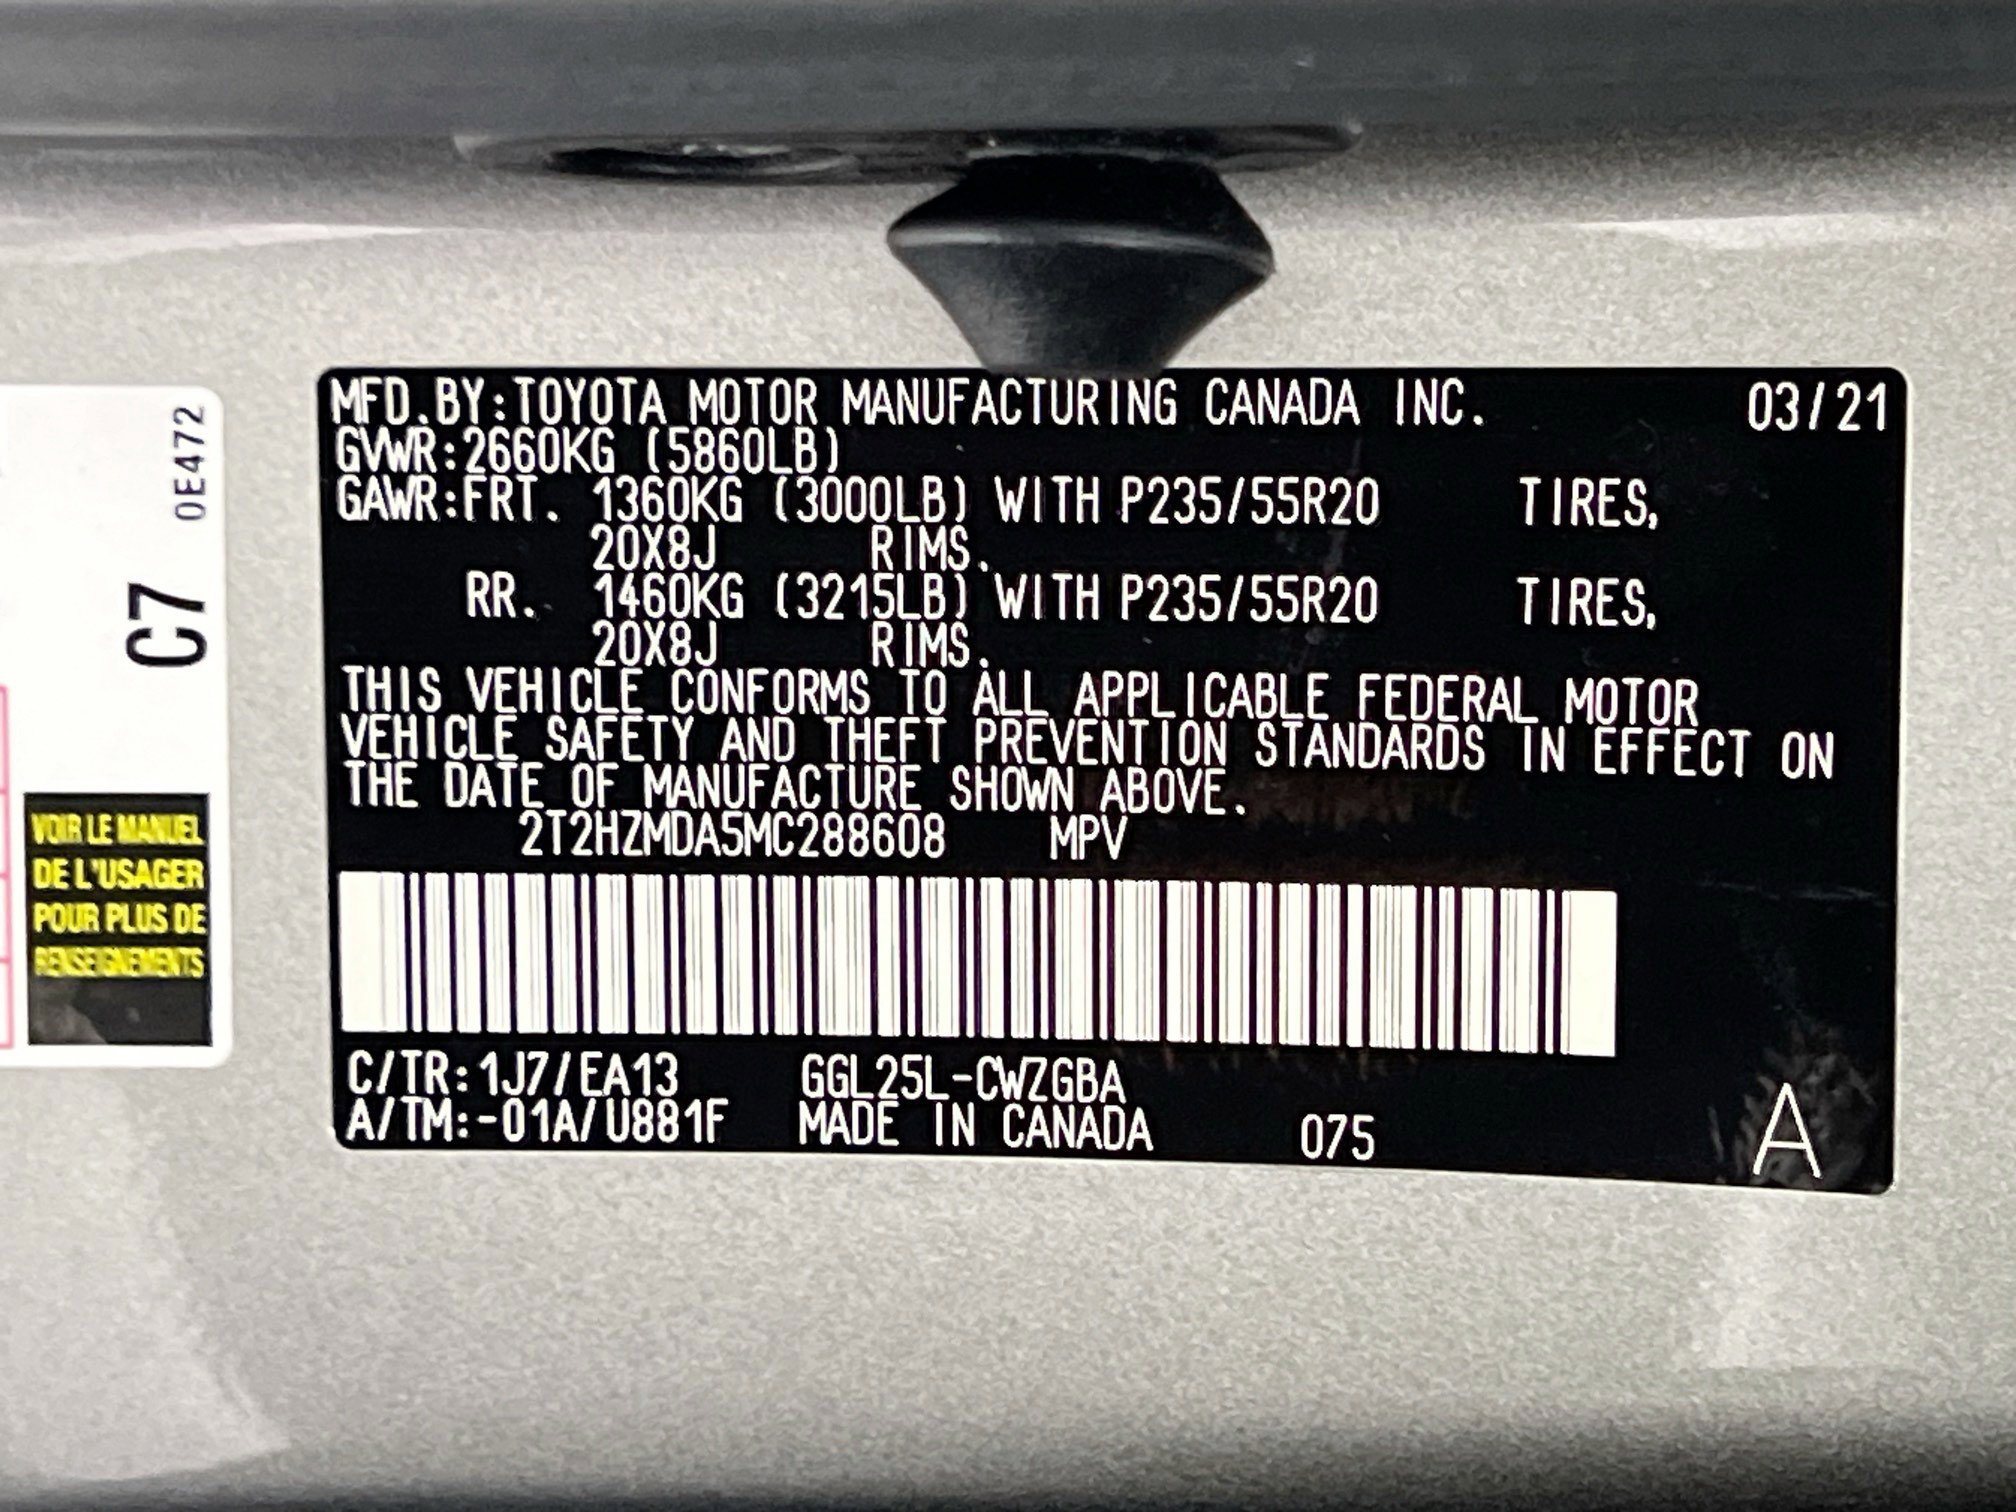 MFD.BY:TOYOTA MOTOR MANUFACTURING CANADA INC. 03/21
GVWR:2660KG (5860LB)
GAWR:FRT. 1360KG (3000LB) WITH P235/55R20 TIRES,
20X8J RIMS.
RR. 1460KG (3215LB) WITH P235/55R20 TIRES,
20X8J RIMS.
THIS VEHICLE CONFORMS TO ALL APPLICABLE FEDERAL MOTOR
VEHICLE SAFETY AND THEFT PREVENTION STANDARDS IN EFFECT ON
THE DATE OF MANUFACTURE SHOWN ABOVE.
2T2HZMDA5MC288608 MPV
C/TR:1J7/EA13 GGL25L-CWZGBA
A/TM:-01A/U881F MADE IN CANADA 075 A
C7 0E472
VOIR LE MANUEL
DE L'USAGER
POUR PLUS DE
RENSEIGNEMENTS